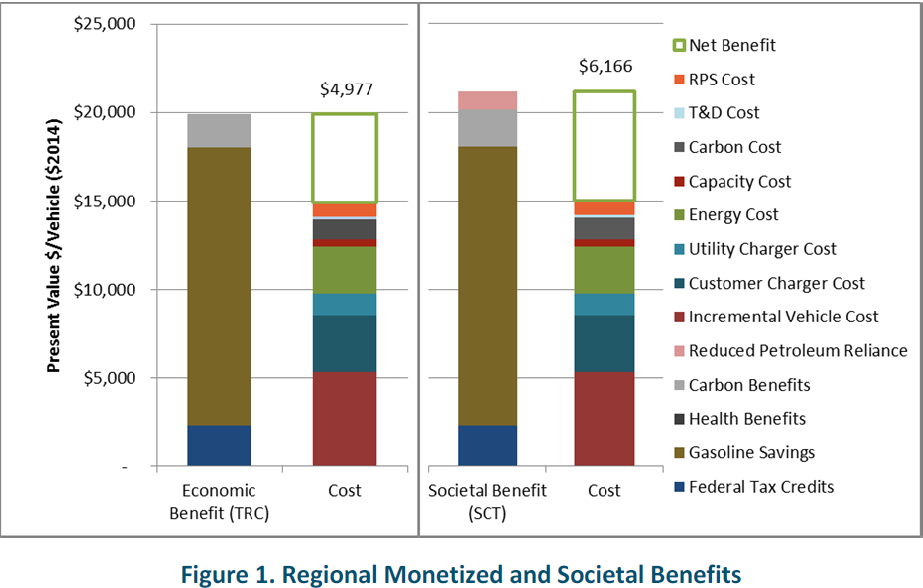 $25,000
$20,000
$15,000
$10,000
$5,000
-
Present Value $/Vehicle ($2014)
$4,977
$6,166
Economic
Benefit (TRC)
Cost
Societal Benefit
(SCT)
Cost
Net Benefit
RPS Cost
T&D Cost
Carbon Cost
Capacity Cost
Energy Cost
Utility Charger Cost
Customer Charger Cost
Incremental Vehicle Cost
Reduced Petroleum Reliance
Carbon Benefits
Health Benefits
Gasoline Savings
Federal Tax Credits
Figure 1. Regional Monetized and Societal Benefits